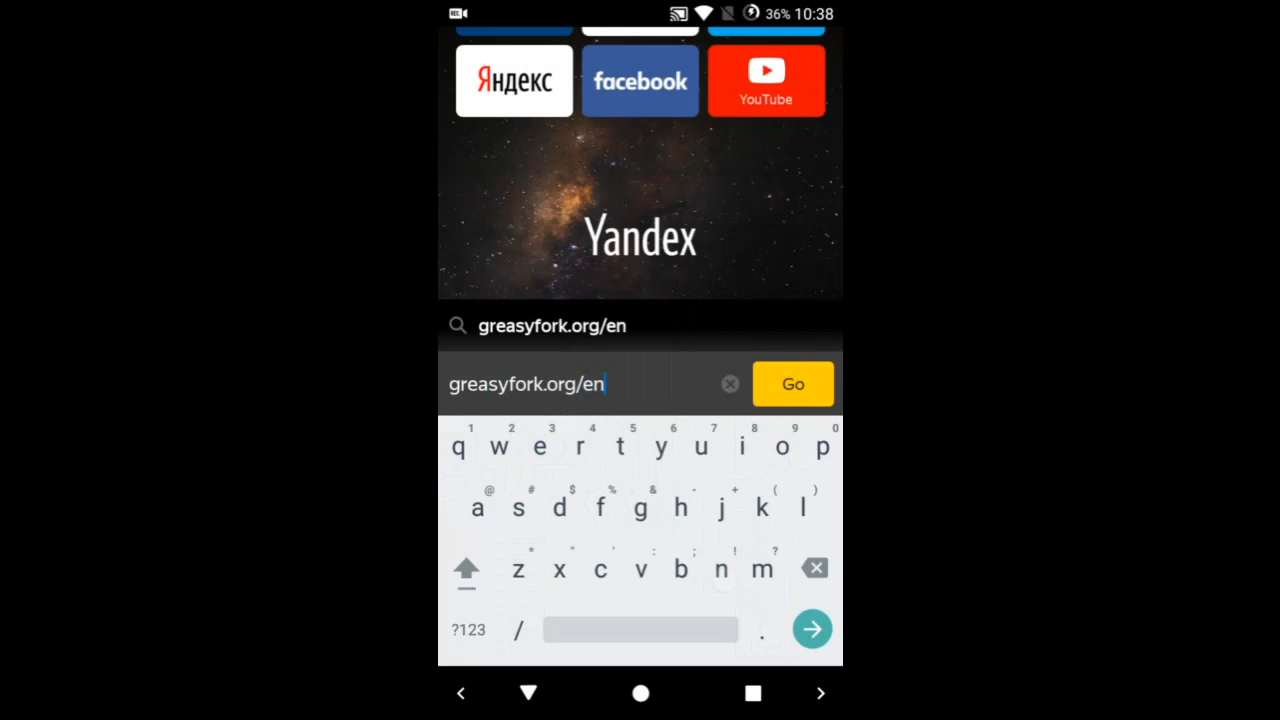 REC
36% 10:38
Яндекс
facebook
YouTube
Yandex
greasyfork.org/en
greasyfork.org/en
Go
1 2 3 4 5 6 7 8 9 0
q w e r t y u i o p
@ # $ % & - + ( )
a s d f g h j k l
* " ' : ; ! ?
z x c v b n m
?123 / .